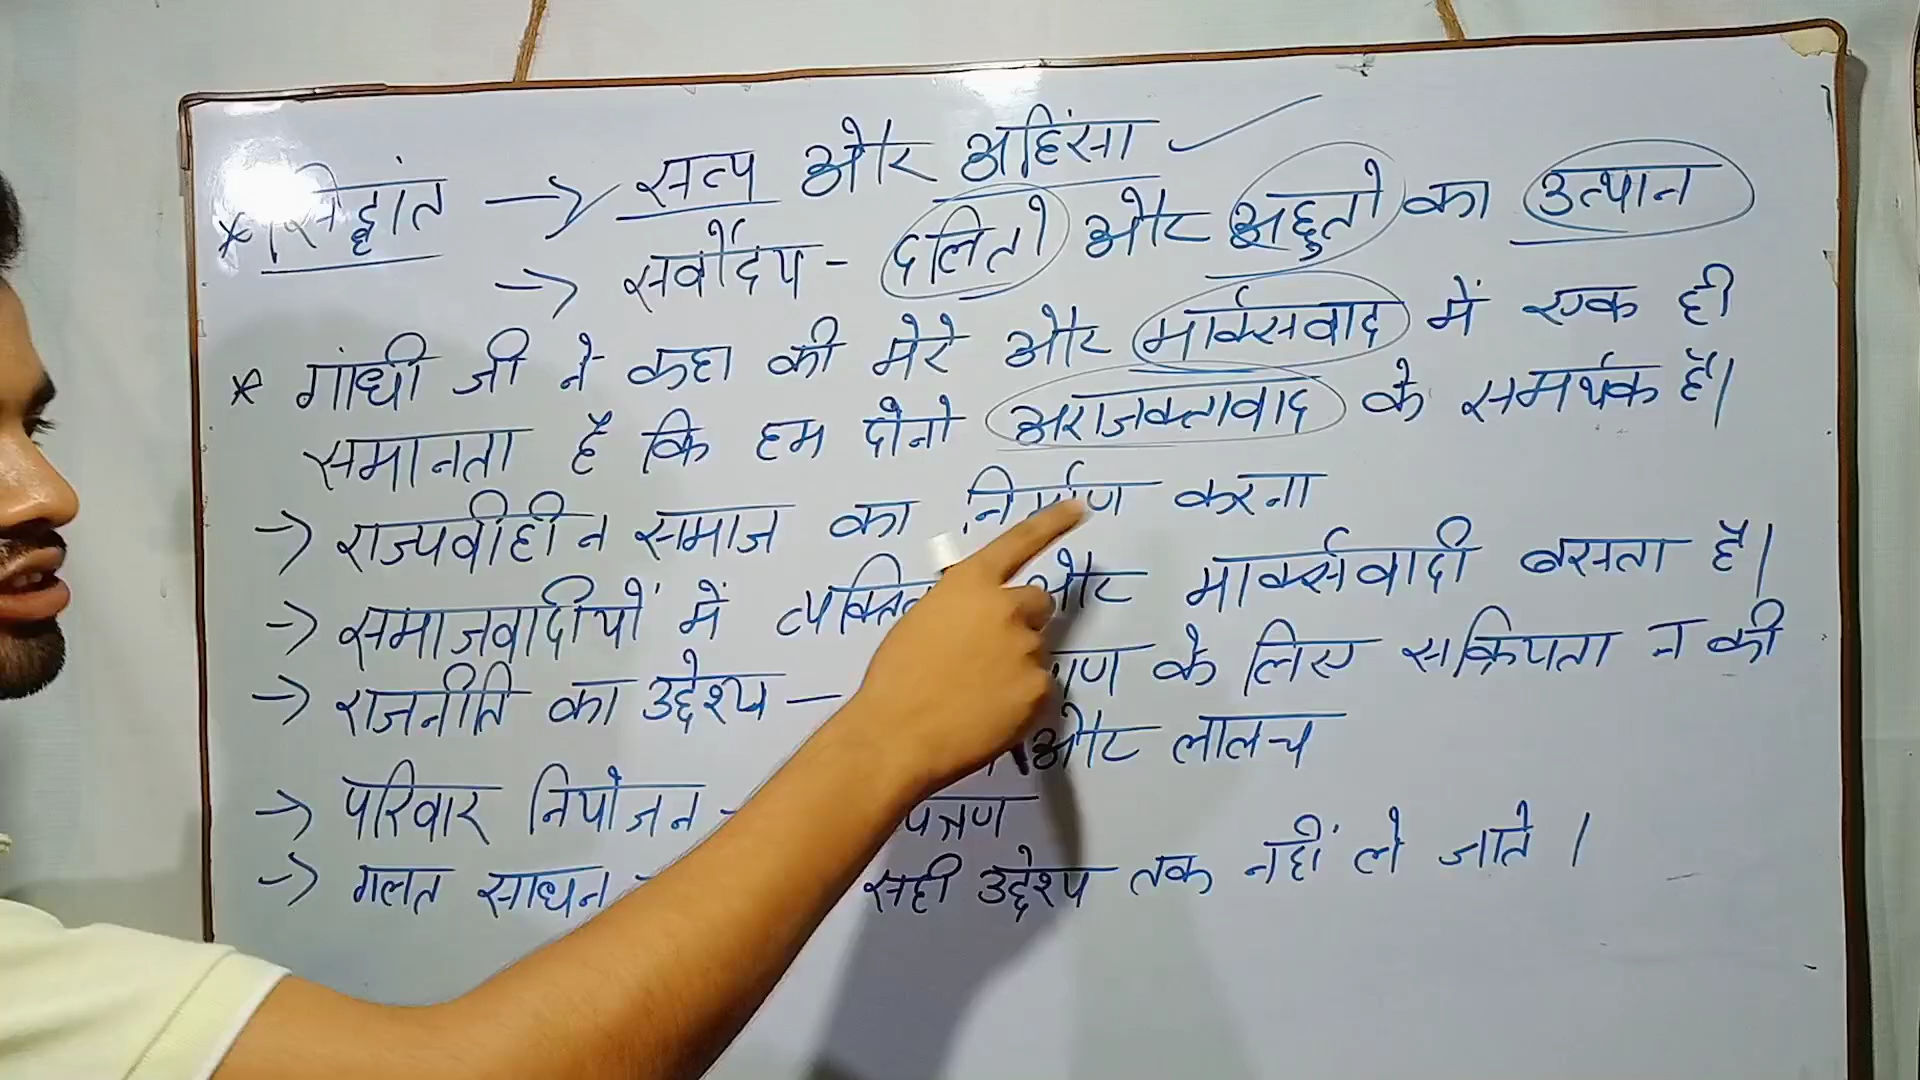 * सिद्धांत → सत्य और अहिंसा
→ सर्वोदय - दलितो और अछुतो का उत्थान
* गांधी जी ने कहा की मेरे और मार्क्सवाद में एक ही
समानता है कि हम दोनो अराजकतावाद के समर्थक है।
→ राज्यवीहीन समाज का निर्माण करना
→ समाजवादीयों में और मार्क्सवादी बसता है।
→ राजनीति का उद्देश्य - के लिए सक्रियता न की
और लालच
→ परिवार नियोजन -
→ गलत साधन सही उद्देश्य तक नहीं ले जाते।